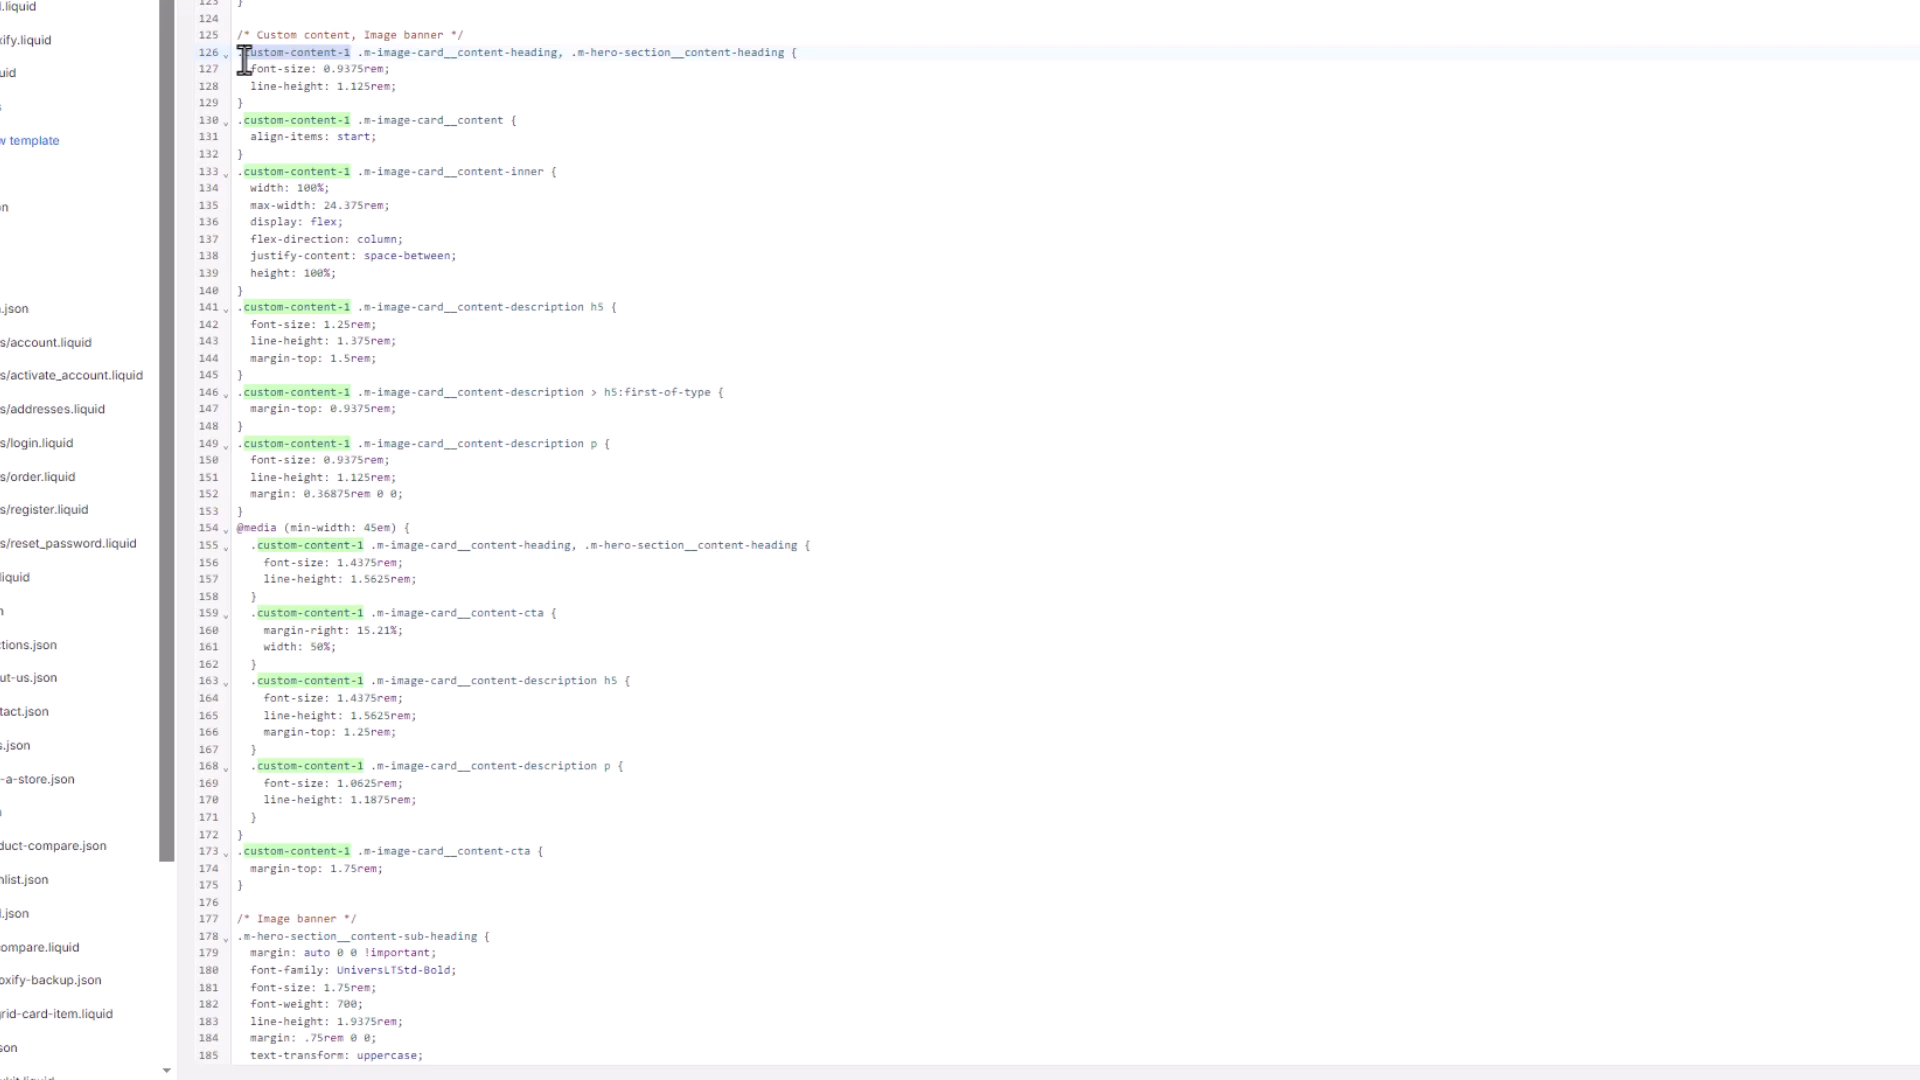 .liquid
xify.liquid
uid
s
w template
on
.json
s/account.liquid
s/activate_account.liquid
s/addresses.liquid
s/login.liquid
s/order.liquid
s/register.liquid
s/reset_password.liquid
liquid
n
tions.json
ut-us.json
tact.json
s.json
-a-store.json
duct-compare.json
hlist.json
l.json
ompare.liquid
oxify-backup.json
grid-card-item.liquid
son
123 }
124
125 /* Custom content, Image banner */
126 .custom-content-1 .m-image-card__content-heading, .m-hero-section__content-heading {
127 font-size: 0.9375rem;
128 line-height: 1.125rem;
129 }
130 .custom-content-1 .m-image-card__content {
131 align-items: start;
132 }
133 .custom-content-1 .m-image-card__content-inner {
134 width: 100%;
135 max-width: 24.375rem;
136 display: flex;
137 flex-direction: column;
138 justify-content: space-between;
139 height: 100%;
140 }
141 .custom-content-1 .m-image-card__content-description h5 {
142 font-size: 1.25rem;
143 line-height: 1.375rem;
144 margin-top: 1.5rem;
145 }
146 .custom-content-1 .m-image-card__content-description > h5:first-of-type {
147 margin-top: 0.9375rem;
148 }
149 .custom-content-1 .m-image-card__content-description p {
150 font-size: 0.9375rem;
151 line-height: 1.125rem;
152 margin: 0.36875rem 0 0;
153 }
154 @media (min-width: 45em) {
155 .custom-content-1 .m-image-card__content-heading, .m-hero-section__content-heading {
156 font-size: 1.4375rem;
157 line-height: 1.5625rem;
158 }
159 .custom-content-1 .m-image-card__content-cta {
160 margin-right: 15.21%;
161 width: 50%;
162 }
163 .custom-content-1 .m-image-card__content-description h5 {
164 font-size: 1.4375rem;
165 line-height: 1.5625rem;
166 margin-top: 1.25rem;
167 }
168 .custom-content-1 .m-image-card__content-description p {
169 font-size: 1.0625rem;
170 line-height: 1.1875rem;
171 }
172 }
173 .custom-content-1 .m-image-card__content-cta {
174 margin-top: 1.75rem;
175 }
176
177 /* Image banner */
178 .m-hero-section__content-sub-heading {
179 margin: auto 0 0 !important;
180 font-family: UniversLTStd-Bold;
181 font-size: 1.75rem;
182 font-weight: 700;
183 line-height: 1.9375rem;
184 margin: .75rem 0 0;
185 text-transform: uppercase;